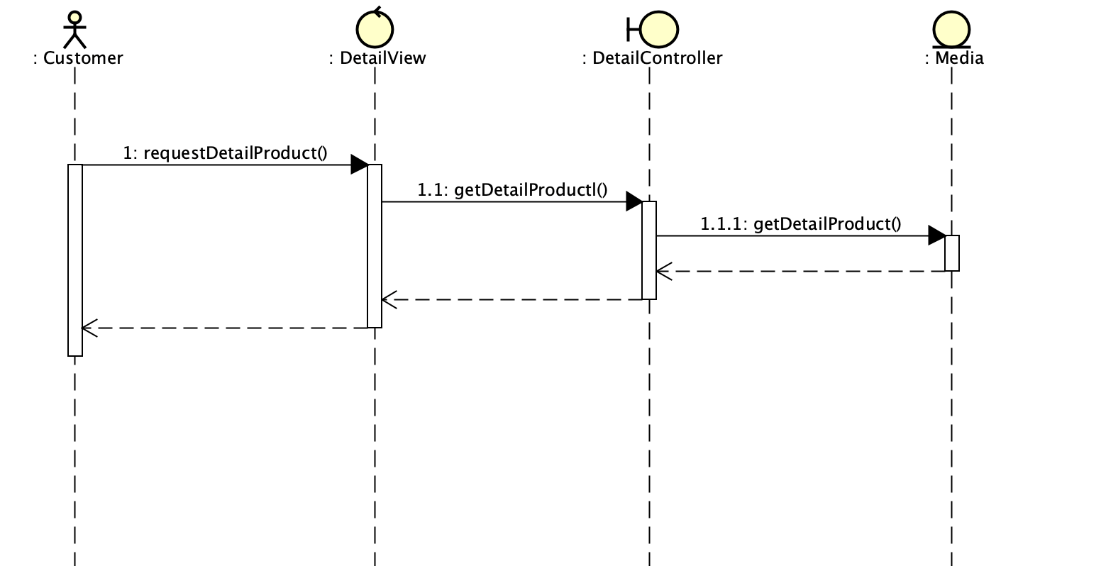 : Customer
: DetailView
: DetailController
: Media
1: requestDetailProduct()
1.1: getDetailProductl()
1.1.1: getDetailProduct()